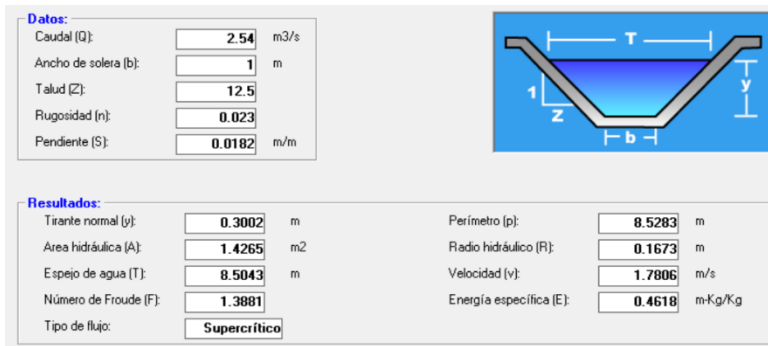 Datos:
Caudal (Q): 2.54 m3/s
Ancho de solera (b): 1 m
Talud (Z): 12.5
Rugosidad (n): 0.023
Pendiente (S): 0.0182 m/m
T
1
Z
b
y
Resultados:
Tirante normal (y): 0.3002 m Perímetro (p): 8.5283 m
Area hidráulica (A): 1.4265 m2 Radio hidráulico (R): 0.1673 m
Espejo de agua (T): 8.5043 m Velocidad (v): 1.7806 m/s
Número de Froude (F): 1.3881 Energía específica (E): 0.4618 m-Kg/Kg
Tipo de flujo: Supercrítico